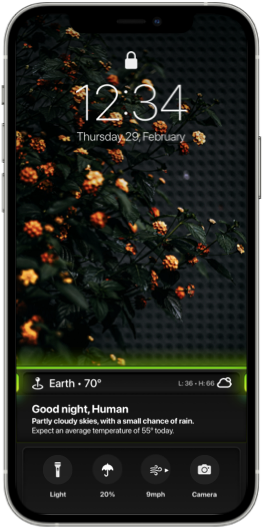 12:34
Thursday 29, February
Earth • 70°
L: 36 • H: 66
Good night, Human
Partly cloudy skies, with a small chance of rain.
Expect an average temperature of 55° today.
Light
20%
9mph
Camera